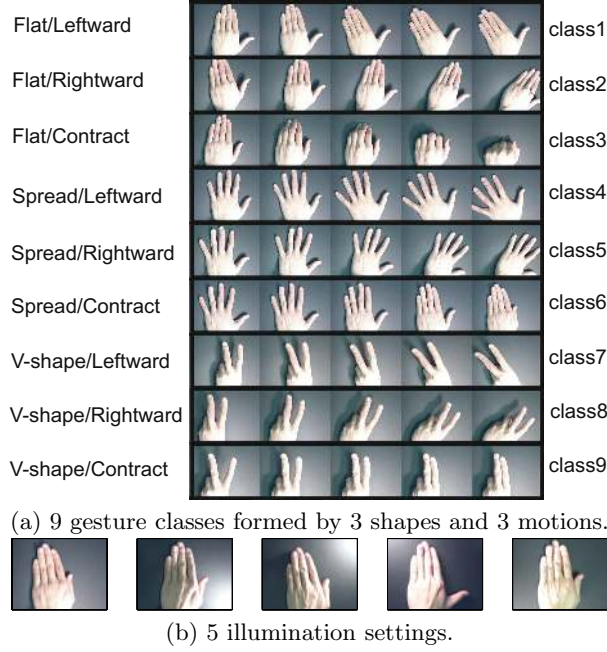 Flat/Leftward class1
Flat/Rightward class2
Flat/Contract class3
Spread/Leftward class4
Spread/Rightward class5
Spread/Contract class6
V-shape/Leftward class7
V-shape/Rightward class8
V-shape/Contract class9
(a) 9 gesture classes formed by 3 shapes and 3 motions.
(b) 5 illumination settings.